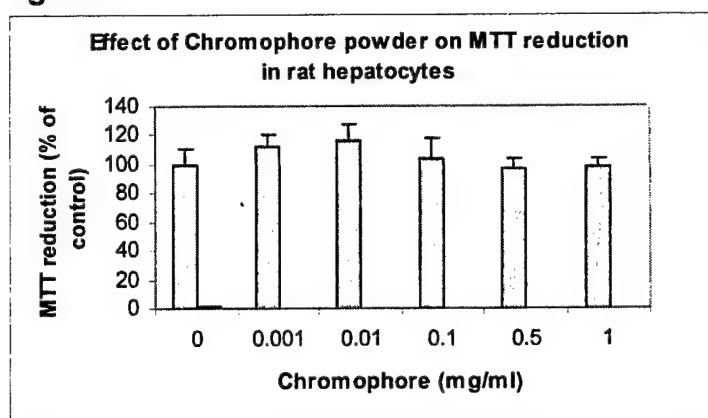 Effect of Chromophore powder on MTT reduction
in rat hepatocytes
MTT reduction (% of
control)
140
120
100
80
60
40
20
0
0 0.001 0.01 0.1 0.5 1
Chromophore (mg/ml)